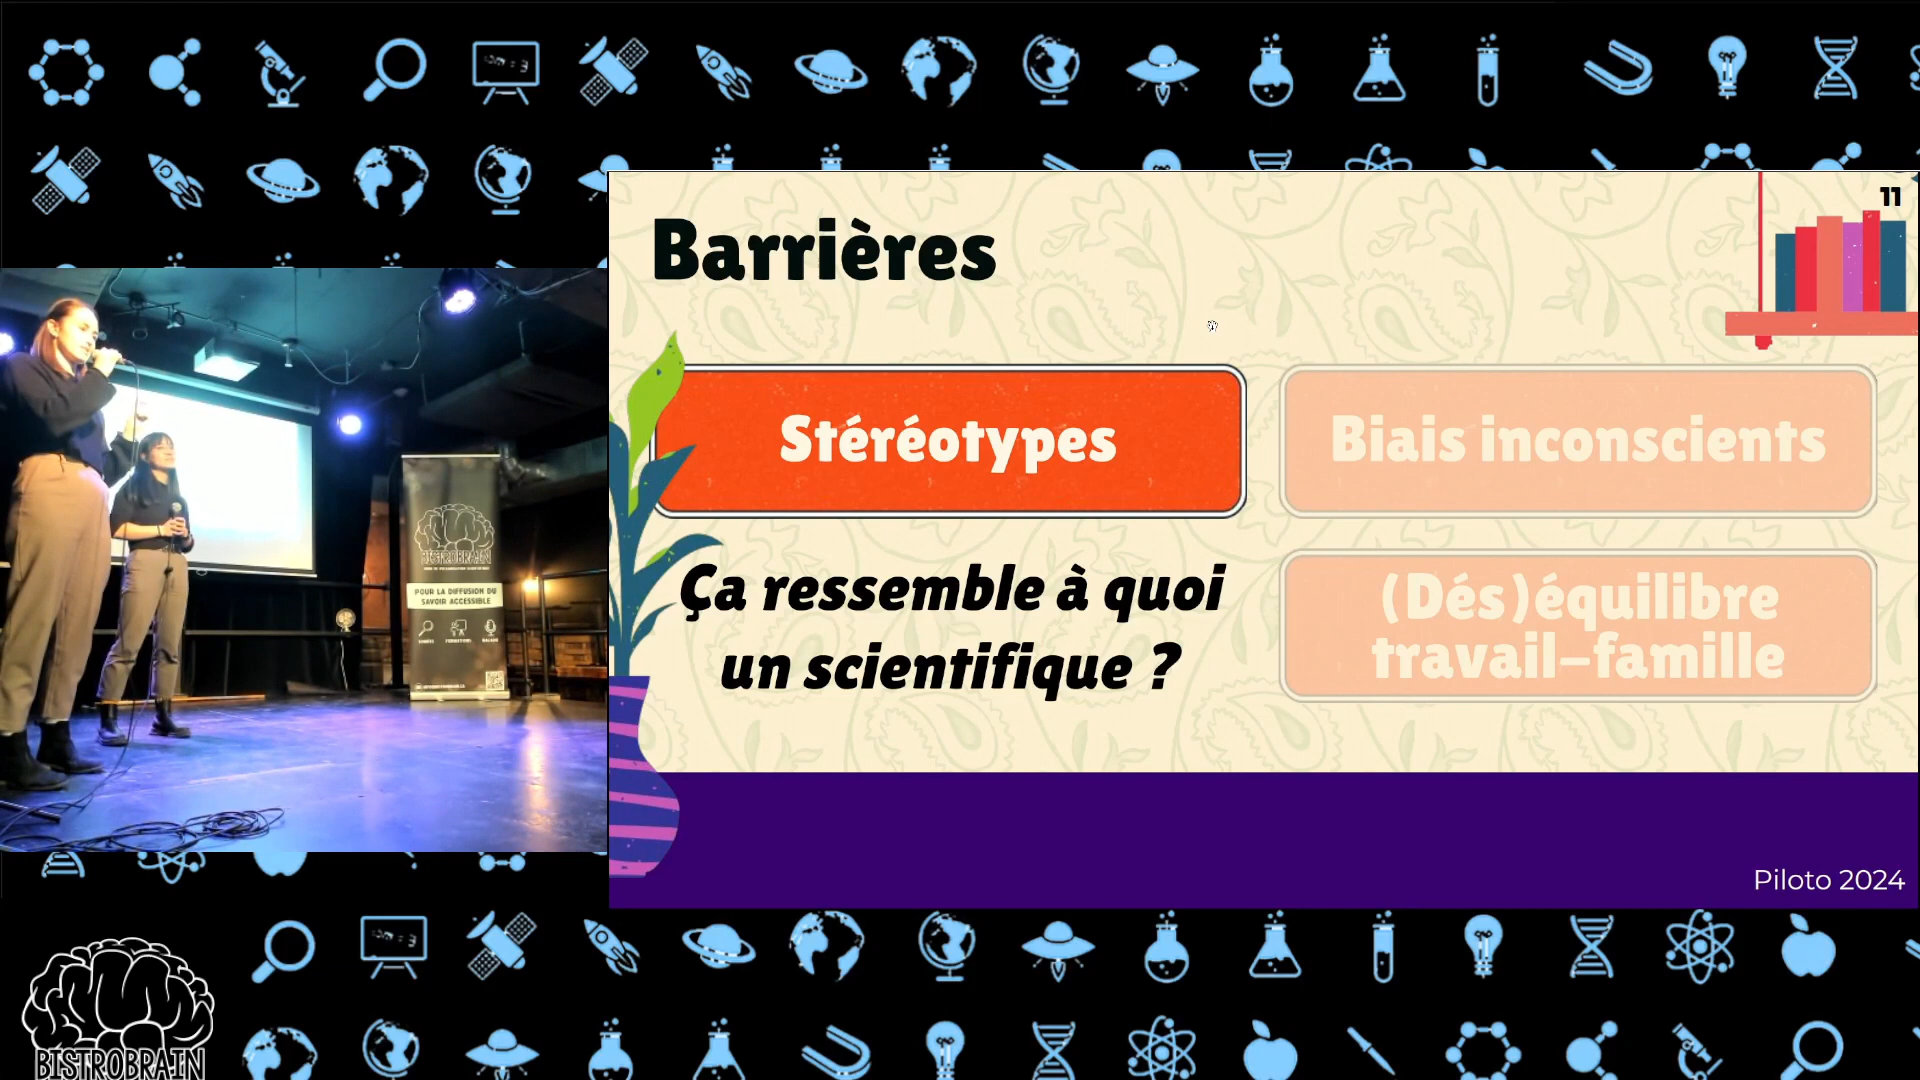 11
Barrières
Stéréotypes
Biais inconscients
Ça ressemble à quoi
un scientifique ?
(Dés)équilibre
travail–famille
Piloto 2024
BISTROBRAIN
POUR LA DIFFUSION DU
SAVOIR ACCESSIBLE
BISTROBRAIN